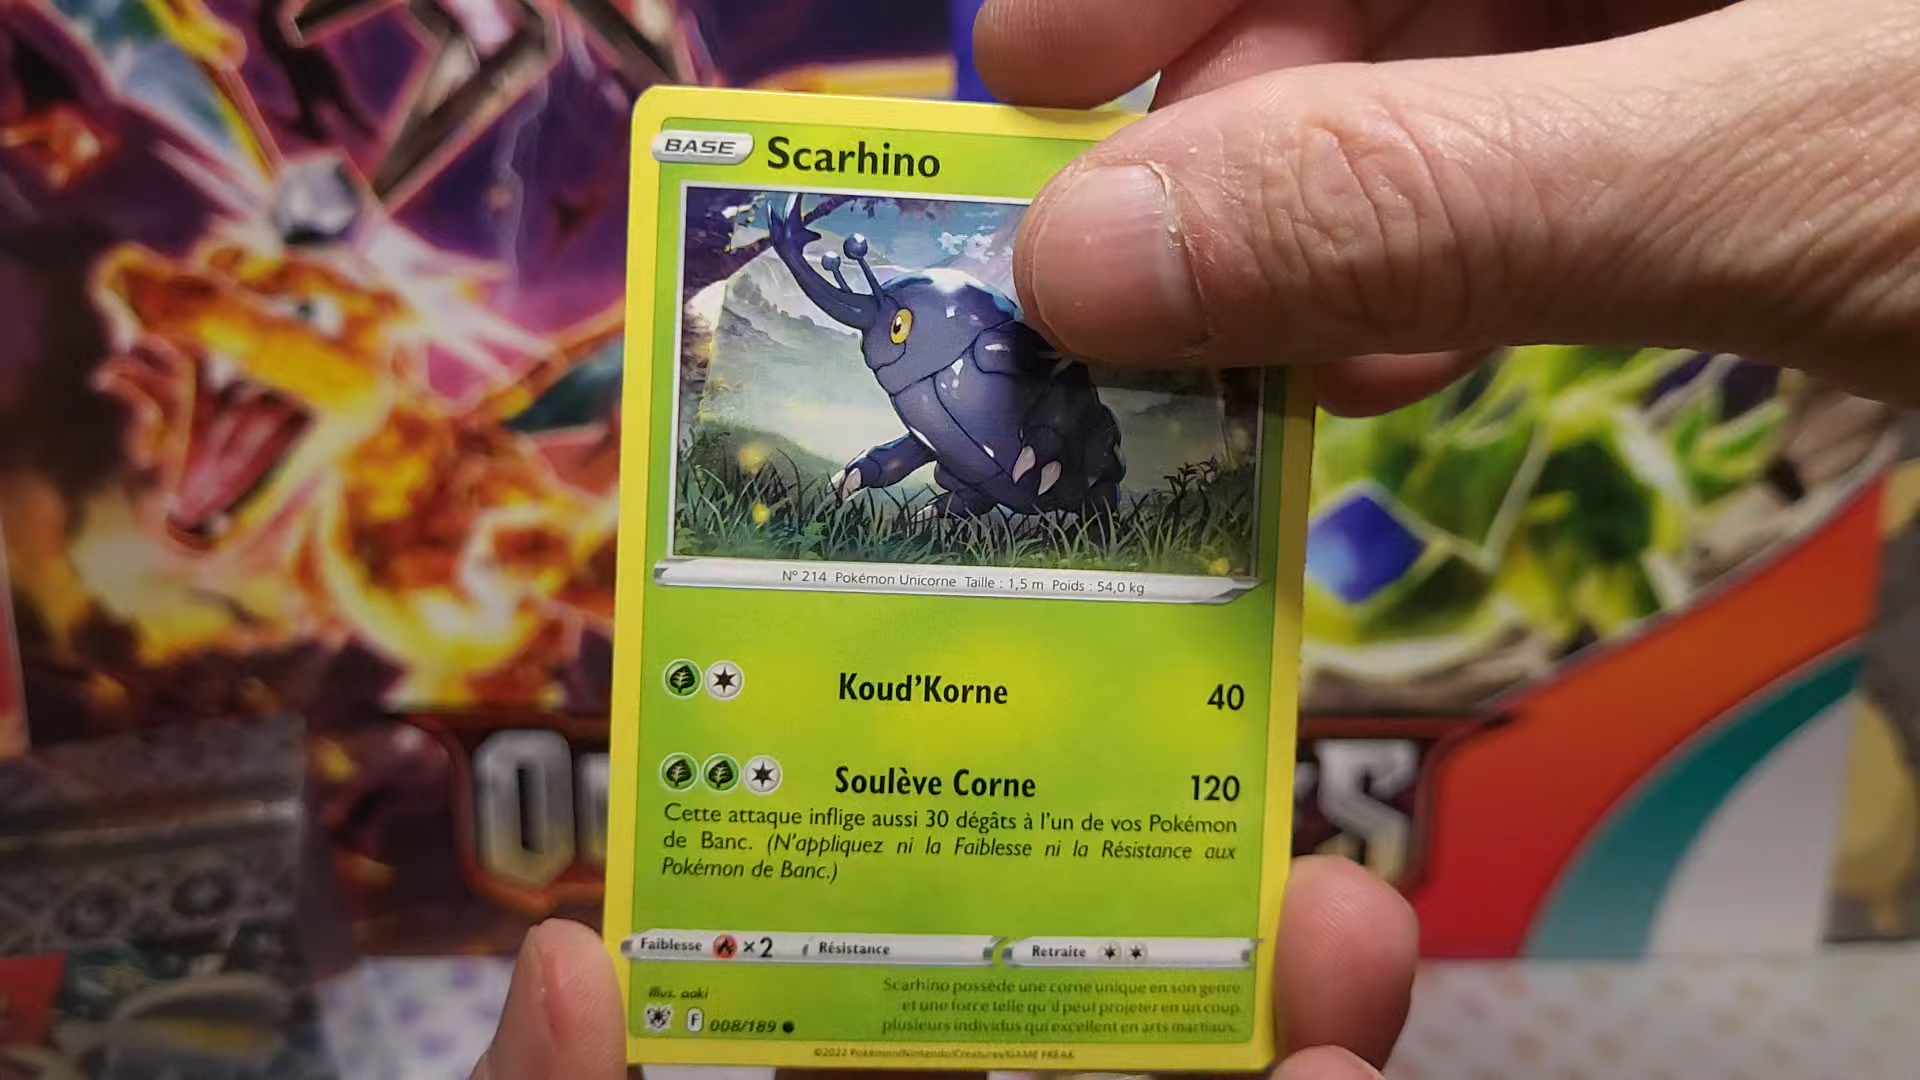 BASE Scarhino
Nº 214 Pokémon Unicorne Taille : 1,5 m Poids : 54,0 kg
Koud'Korne 40
Soulève Corne 120
Cette attaque inflige aussi 30 dégâts à l'un de vos Pokémon
de Banc. (N'appliquez ni la Faiblesse ni la Résistance aux
Pokémon de Banc.)
Faiblesse ×2 Résistance Retraite
Illus. aoki
Scarhino possède une corne unique en son genre
et une force telle qu'il peut projeter en un coup
plusieurs individus qui excellent en arts martiaux.
F 008/189
©2022 Pokémon/Nintendo/Creatures/GAME FREAK